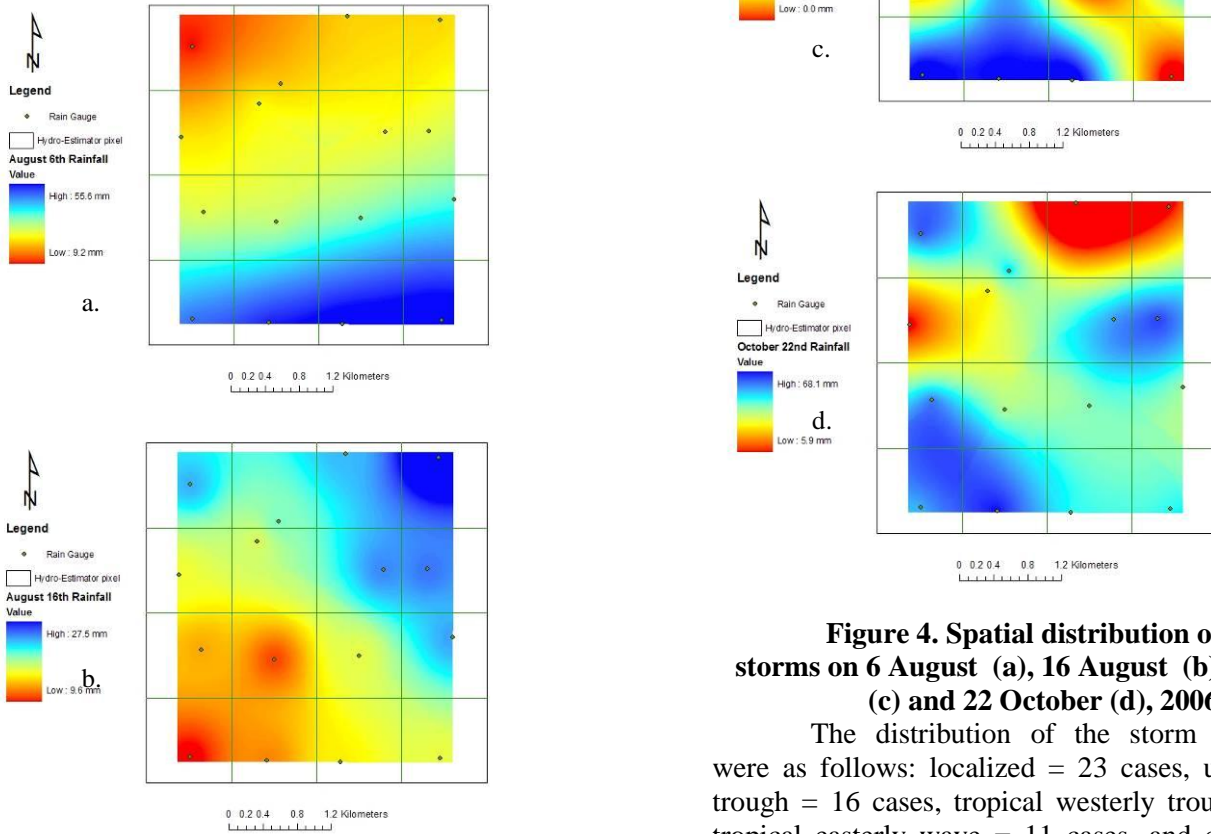 N
Legend
Rain Gauge
Hydro-Estimator pixel
August 6th Rainfall
Value
High : 55.6 mm
Low : 9.2 mm
a.
0 0.2 0.4 0.8 1.2 Kilometers
N
Legend
Rain Gauge
Hydro-Estimator pixel
August 16th Rainfall
Value
High : 27.5 mm
Low : 9.6 mm
b.
0 0.2 0.4 0.8 1.2 Kilometers
Low : 0.0 mm
c.
0 0.2 0.4 0.8 1.2 Kilometers
N
Legend
Rain Gauge
Hydro-Estimator pixel
October 22nd Rainfall
Value
High : 68.1 mm
Low : 5.9 mm
d.
0 0.2 0.4 0.8 1.2 Kilometers
Figure 4. Spatial distribution
storms on 6 August (a), 16 August (b)
(c) and 22 October (d), 2006
The distribution of the storm
were as follows: localized = 23 cases,
trough = 16 cases, tropical westerly
tropical easterly wave = 11 cases, and